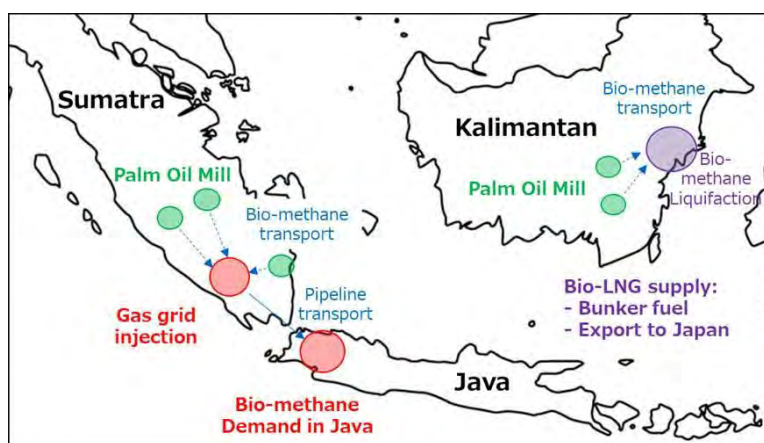 Sumatra
Palm Oil Mill
Bio-methane
transport
Gas grid
injection
Pipeline
transport
Bio-methane
Demand in Java
Java
Kalimantan
Bio-methane
transport
Palm Oil Mill
Bio-
methane
Liquifaction
Bio-LNG supply:
- Bunker fuel
- Export to Japan